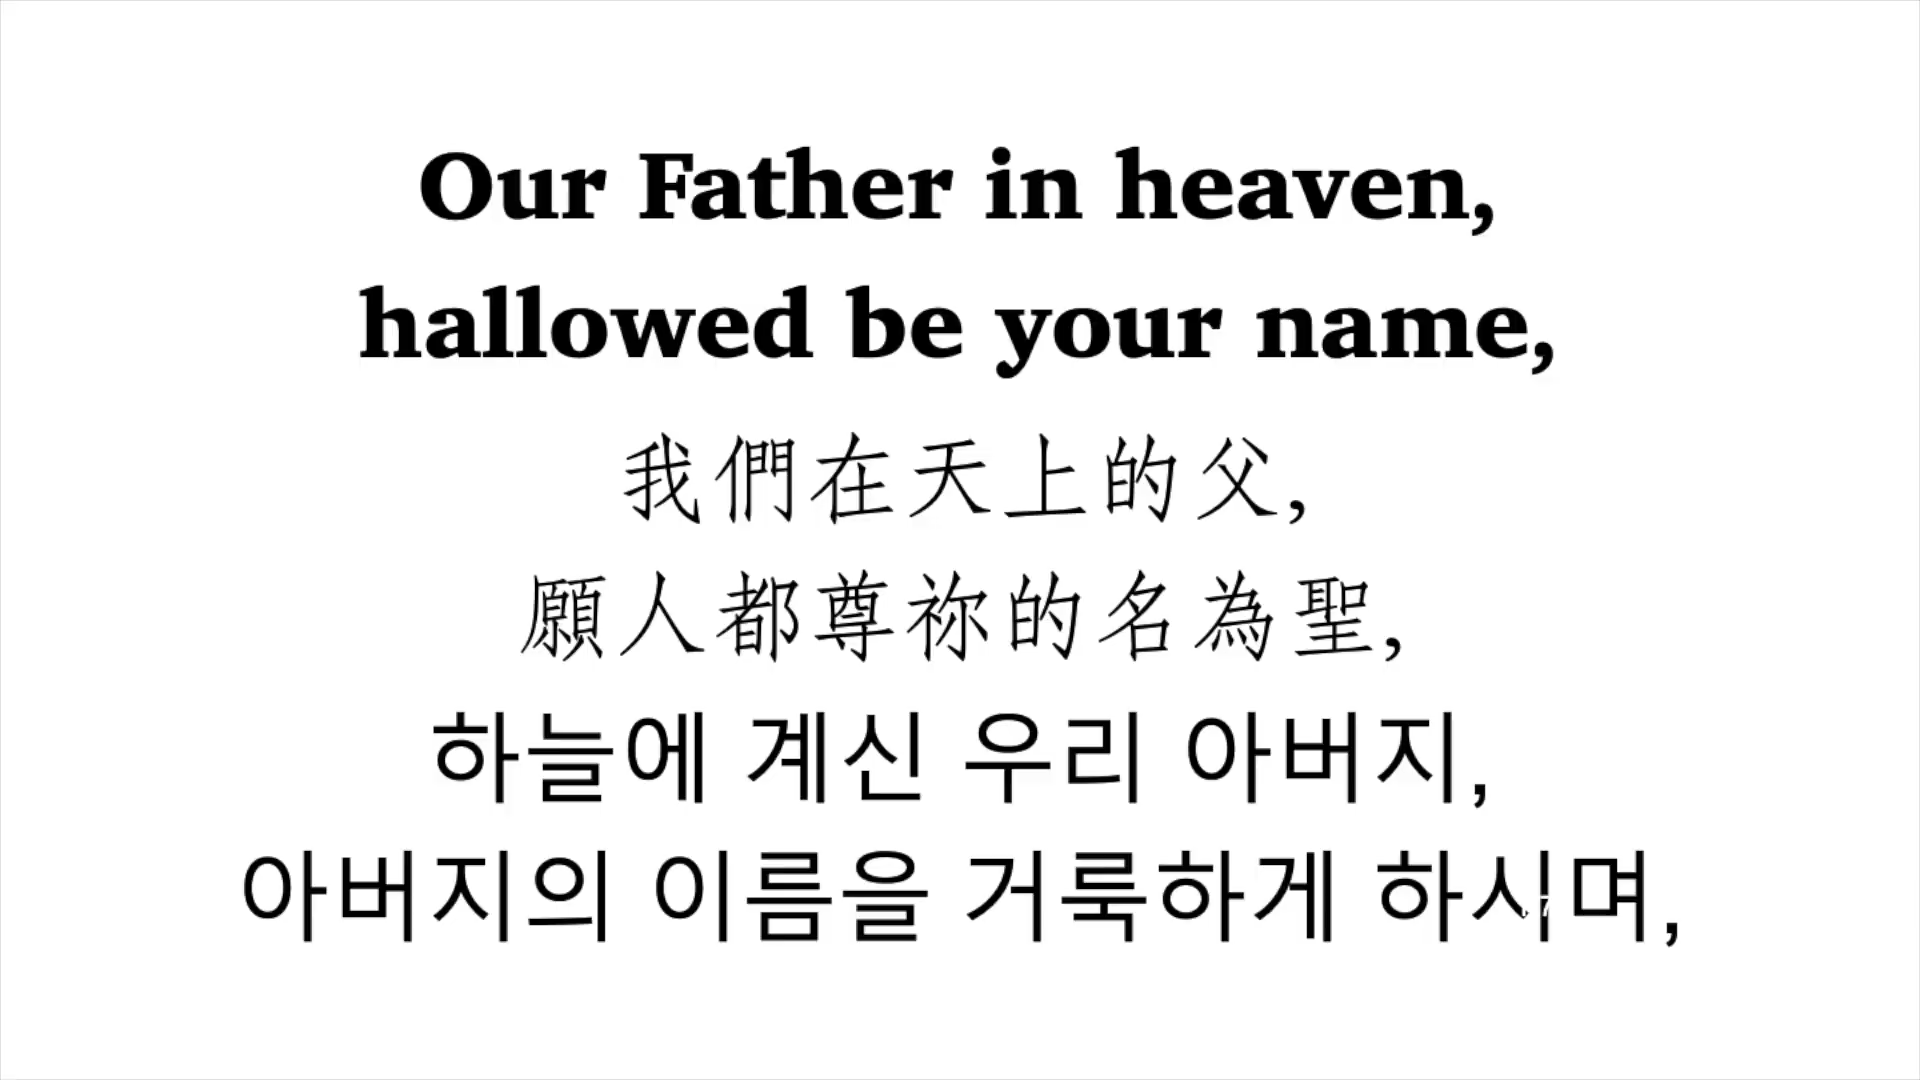 Our Father in heaven,
hallowed be your name,
我們在天上的父,
願人都尊祢的名為聖,
하늘에 계신 우리 아버지,
아버지의 이름을 거룩하게 하시며,